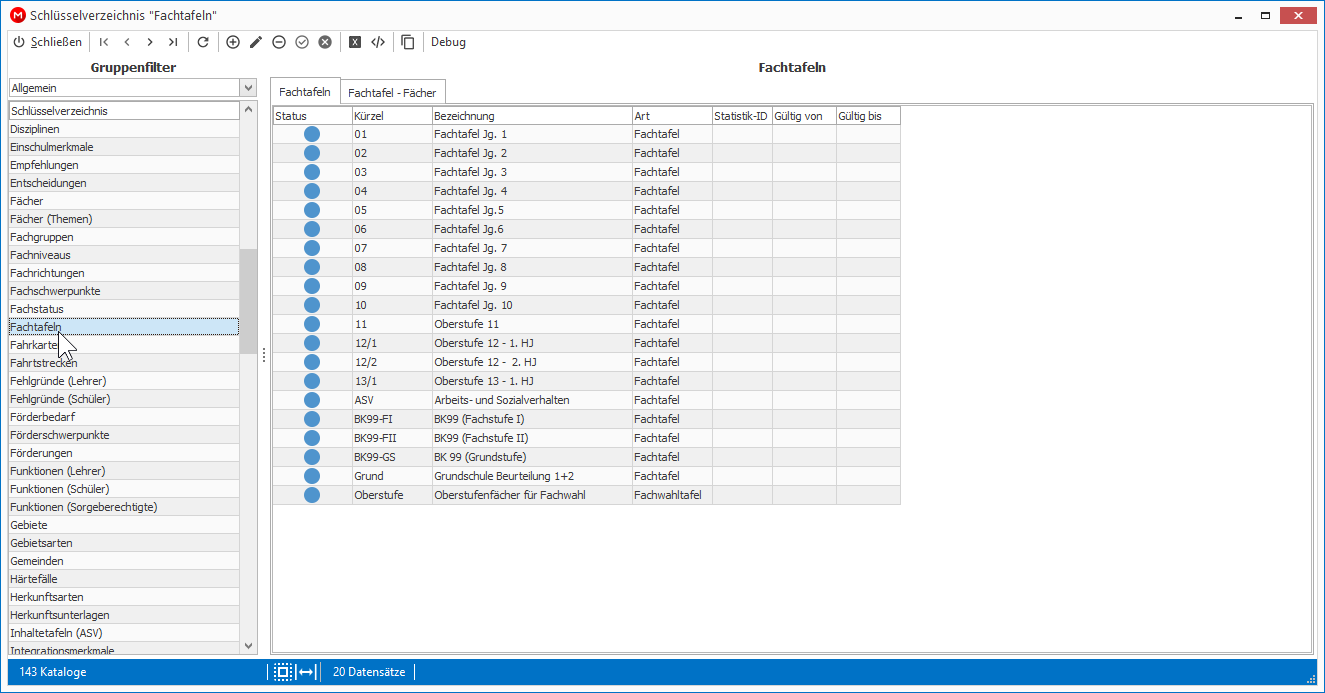 Schlüsselverzeichnis "Fachtafeln"
Schließen Debug
Gruppenfilter
Allgemein
Schlüsselverzeichnis
Disziplinen
Einschulmerkmale
Empfehlungen
Entscheidungen
Fächer
Fächer (Themen)
Fachgruppen
Fachniveaus
Fachrichtungen
Fachschwerpunkte
Fachstatus
Fachtafeln
Fahrkarte
Fahrtstrecken
Fehlgründe (Lehrer)
Fehlgründe (Schüler)
Förderbedarf
Förderschwerpunkte
Förderungen
Funktionen (Lehrer)
Funktionen (Schüler)
Funktionen (Sorgeberechtigte)
Gebiete
Gebietsarten
Gemeinden
Härtefälle
Herkunftsarten
Herkunftsunterlagen
Inhaltetafeln (ASV)
Integrationsmerkmale
Fachtafeln
Fachtafeln Fachtafel - Fächer
Status Kürzel Bezeichnung Art Statistik-ID Gültig von Gültig bis
01 Fachtafel Jg. 1 Fachtafel
02 Fachtafel Jg. 2 Fachtafel
03 Fachtafel Jg. 3 Fachtafel
04 Fachtafel Jg. 4 Fachtafel
05 Fachtafel Jg.5 Fachtafel
06 Fachtafel Jg.6 Fachtafel
07 Fachtafel Jg. 7 Fachtafel
08 Fachtafel Jg. 8 Fachtafel
09 Fachtafel Jg. 9 Fachtafel
10 Fachtafel Jg. 10 Fachtafel
11 Oberstufe 11 Fachtafel
12/1 Oberstufe 12 - 1. HJ Fachtafel
12/2 Oberstufe 12 - 2. HJ Fachtafel
13/1 Oberstufe 13 - 1. HJ Fachtafel
ASV Arbeits- und Sozialverhalten Fachtafel
BK99-FI BK99 (Fachstufe I) Fachtafel
BK99-FII BK99 (Fachstufe II) Fachtafel
BK99-GS BK 99 (Grundstufe) Fachtafel
Grund Grundschule Beurteilung 1+2 Fachtafel
Oberstufe Oberstufenfächer für Fachwahl Fachwahltafel
143 Kataloge 20 Datensätze